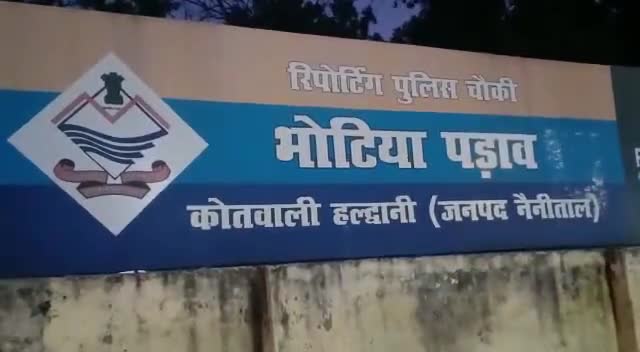 रिपोर्टिंग पुलिस चौकी
भोटिया पड़ाव
कोतवाली हल्द्वानी (जनपद नैनीताल)